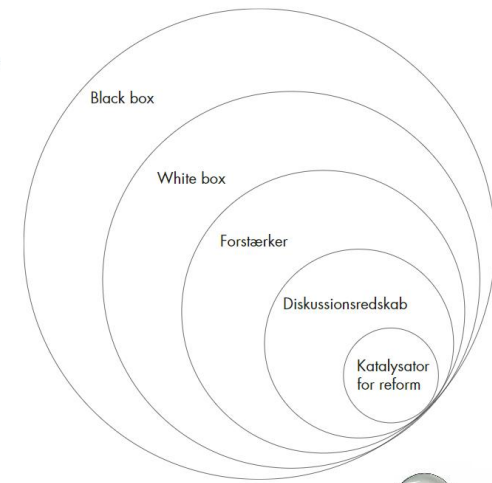 Black box
White box
Forstærker
Diskussionsredskab
Katalysator
for reform